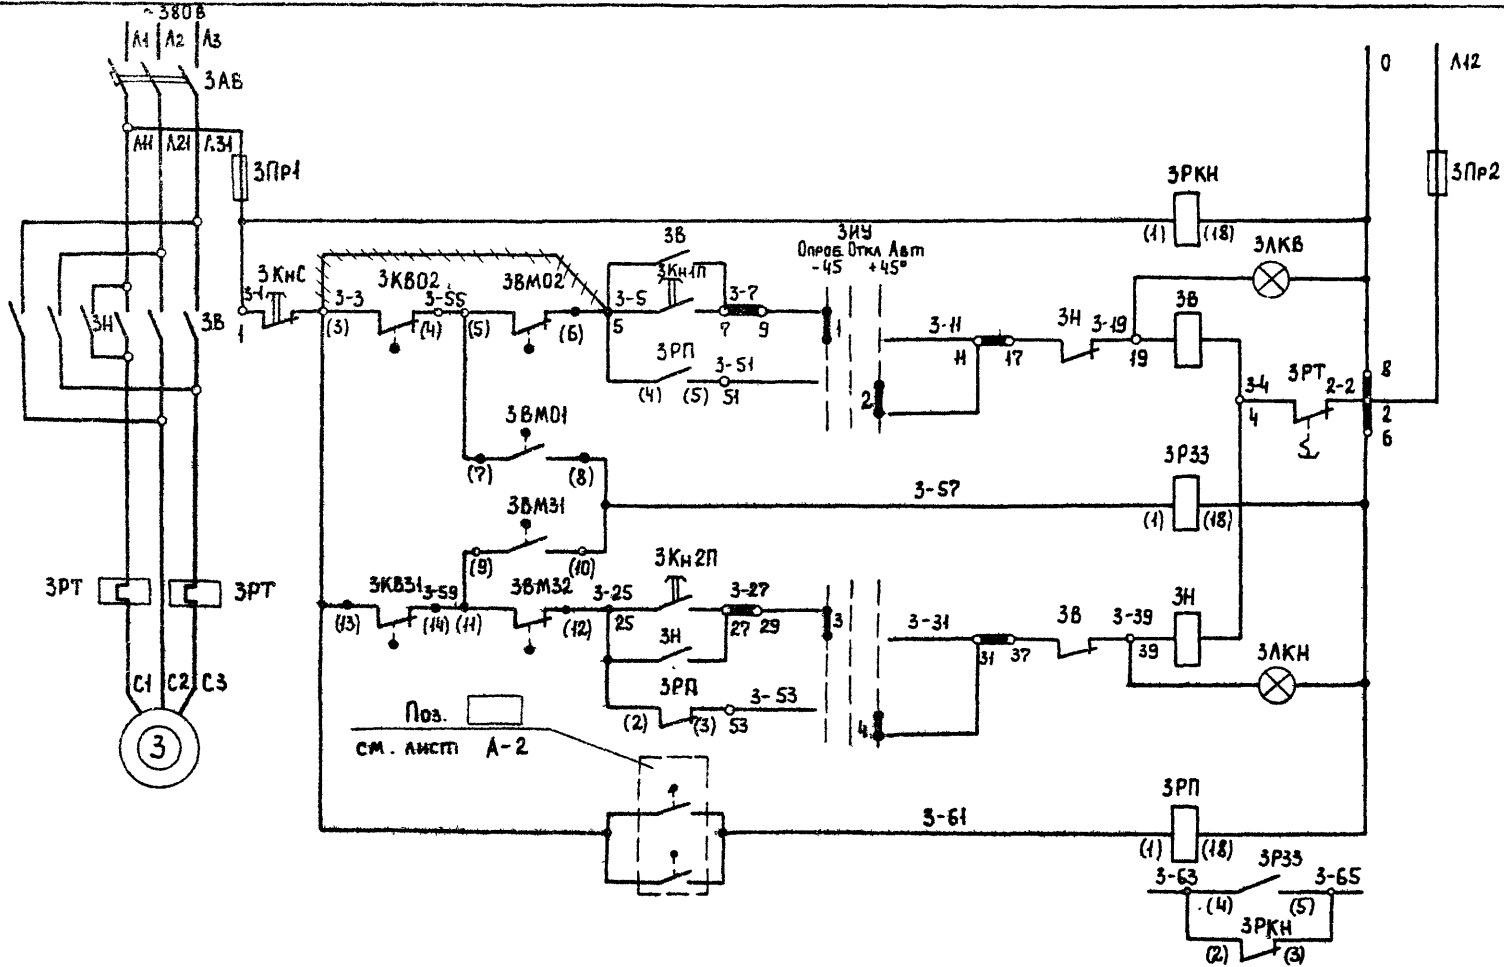 ~380В
Л1 Л2 Л3
3АВ
Л11 Л21 Л31
3Пр1
О
Л12
3Пр2
3РКН
(1) (18)
3ЛКВ
3В
3ИУ
Опроб. Откл Авт
-45 +45°
3КнС
3-1
1
3-3
(3)
3КВО2
3-55
(4) (5)
3ВМО2
(6)
3-5
5
3Кн1П
3-7
7 9
1
3-11
11 17
3Н
3-19
19
3В
3Н
3В
3РП
3-51
(4) (5) 51
2
3-4
4
3РТ
2-2
8
2
6
3ВМО1
(7) (8)
3Р33
3-57
(1) (18)
3ВМ31
(9) (10)
3РТ
3РТ
3КВ31
3-59
(13) (14) (11)
3ВМ32
(12)
3-25
25
3Кн2П
3-27
27 29
3
3-31
31 37
3В
3-39
39
3Н
3Н
3ЛКН
3РП
3-53
(2) (3) 53
4
С1 С2 С3
3
Поз.
см. лист А-2
3РП
3-61
(1) (18)
3-63
3Р33
3-65
(4) (5)
3РКН
(2) (3)